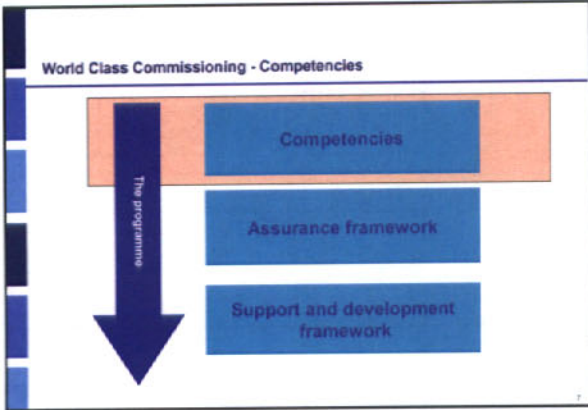 World Class Commissioning - Competencies
The programme
Competencies
Assurance framework
Support and development
framework
7